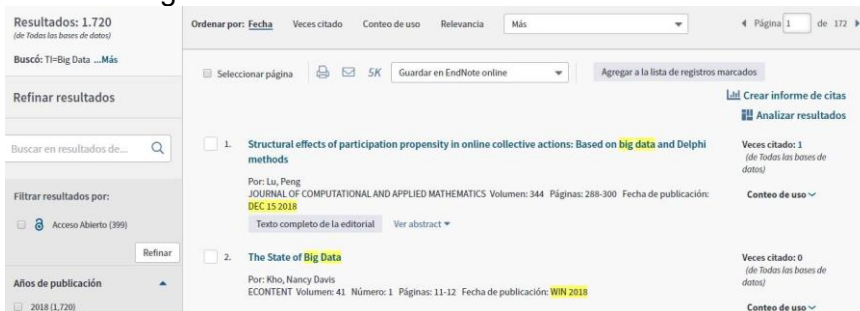 Resultados: 1.720
(de Todas las bases de datos)
Buscó: TI=Big Data ...Más
Refinar resultados
Buscar en resultados de...
Filtrar resultados por:
Acceso Abierto (399)
Refinar
Años de publicación
2018 (1,720)
Ordenar por: Fecha Veces citado Conteo de uso Relevancia Más
Página 1 de 172
Seleccionar página 5K Guardar en EndNote online Agregar a la lista de registros marcados
Crear informe de citas
Analizar resultados
1. Structural effects of participation propensity in online collective actions: Based on big data and Delphi
methods
Por: Lu, Peng
JOURNAL OF COMPUTATIONAL AND APPLIED MATHEMATICS Volumen: 344 Páginas: 288-300 Fecha de publicación:
DEC 15 2018
Texto completo de la editorial Ver abstract
Veces citado: 1
(de Todas las bases de
datos)
Conteo de uso
2. The State of Big Data
Por: Kho, Nancy Davis
ECONTENT Volumen: 41 Número: 1 Páginas: 11-12 Fecha de publicación: WIN 2018
Veces citado: 0
(de Todas las bases de
datos)
Conteo de uso